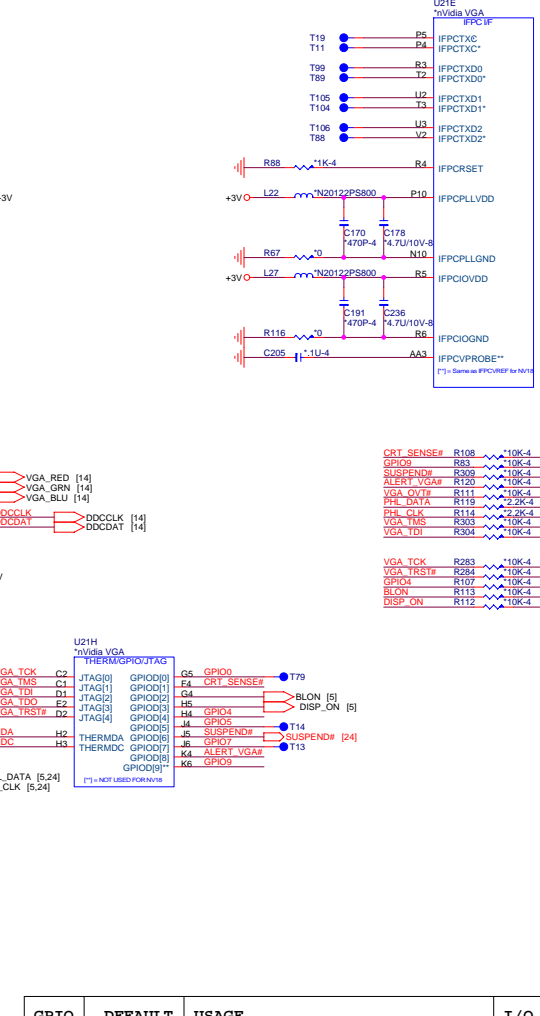 U21E
*nVidia VGA
IFPC I/F
T19 P5 IFPCTXC
T11 P4 IFPCTXC*
T99 R3 IFPCTXD0
T89 T2 IFPCTXD0*
T105 U2 IFPCTXD1
T104 T3 IFPCTXD1*
T106 U3 IFPCTXD2
T88 V2 IFPCTXD2*
R88 *1K-4 R4 IFPCRSET
-3V +3V L22 *N20122PS800 P10 IFPCPLLVDD
C170 C178
*470P-4 *4.7U/10V-8
R67 *0 N10 IFPCPLLGND
+3V L27 *N20122PS800 R5 IFPCIOVDD
C191 C236
*470P-4 *4.7U/10V-8
R116 *0 R6 IFPCIOGND
C205 *.1U-4 AA3 IFPCVPROBE**
[**] = Same as IFPCVREF for NV18
VGA_RED [14]
VGA_GRN [14]
VGA_BLU [14]
DCCLK DDCCLK [14]
DCDAT DDCDAT [14]
CRT_SENSE# R108 *10K-4
GPIO9 R83 *10K-4
SUSPEND# R309 *10K-4
ALERT_VGA# R120 *10K-4
VGA_OVT# R111 *10K-4
PHL_DATA R119 *2.2K-4
PHL_CLK R114 *2.2K-4
VGA_TMS R303 *10K-4
VGA_TDI R304 *10K-4
VGA_TCK R283 *10K-4
VGA_TRST# R284 *10K-4
GPIO4 R107 *10K-4
BLON R113 *10K-4
DISP_ON R112 *10K-4
U21H
*nVidia VGA
THERM/GPIO/JTAG
GA_TCK C2 JTAG[0] GPIOD[0] G5 GPIO0 T79
GA_TMS C1 JTAG[1] GPIOD[1] F4 CRT_SENSE#
GA_TDI D1 JTAG[2] GPIOD[2] G4 BLON [5]
GA_TDO E2 JTAG[3] GPIOD[3] H5 DISP_ON [5]
GA_TRST# D2 JTAG[4] GPIOD[4] H4 GPIO4
GPIOD[5] J4 GPIO5 T14
DA H2 THERMDA GPIOD[6] J5 SUSPEND# SUSPEND# [24]
DC H3 THERMDC GPIOD[7] J6 GPIO7 T13
GPIOD[8] K4 ALERT_VGA#
GPIOD[9]** K6 GPIO9
[**] = NOT USED FOR NV18
L_DATA [5,24]
_CLK [5,24]
GPIO DEFAULT USAGE I/O